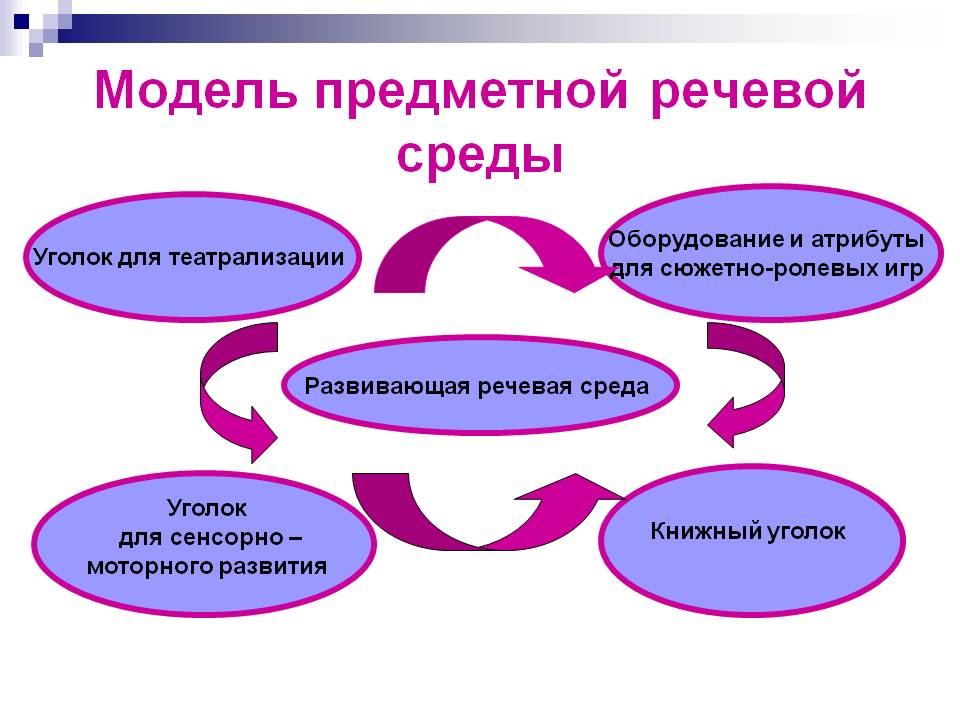 Модель предметной речевой
среды
Уголок для театрализации
Оборудование и атрибуты
для сюжетно-ролевых игр
Развивающая речевая среда
Уголок
для сенсорно –
моторного развития
Книжный уголок